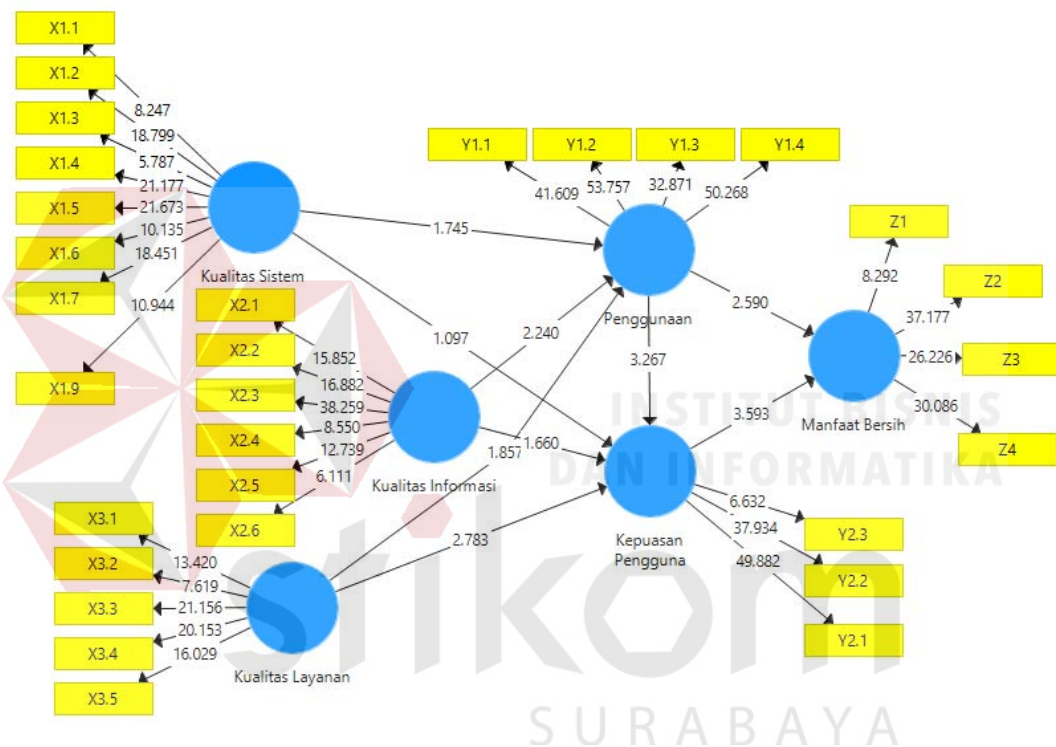 X1.1
X1.2
X1.3
X1.4
X1.5
X1.6
X1.7
X1.9
8.247
18.799
5.787
21.177
21.673
10.135
18.451
10.944
Kualitas Sistem
X2.1
X2.2
X2.3
X2.4
X2.5
X2.6
15.852
16.882
38.259
8.550
12.739
6.111
Kualitas Informasi
X3.1
X3.2
X3.3
X3.4
X3.5
13.420
7.619
21.156
20.153
16.029
Kualitas Layanan
1.745
1.097
2.240
1.660
1.857
2.783
Y1.1
Y1.2
Y1.3
Y1.4
41.609
53.757
32.871
50.268
Penggunaan
3.267
2.590
3.593
Kepuasan
Pengguna
6.632
37.934
49.882
Y2.3
Y2.2
Y2.1
Z1
Z2
Z3
Z4
8.292
37.177
26.226
30.086
Manfaat Bersih
INSTITUT BISNIS
DAN INFORMATIKA
stikom
SURABAYA